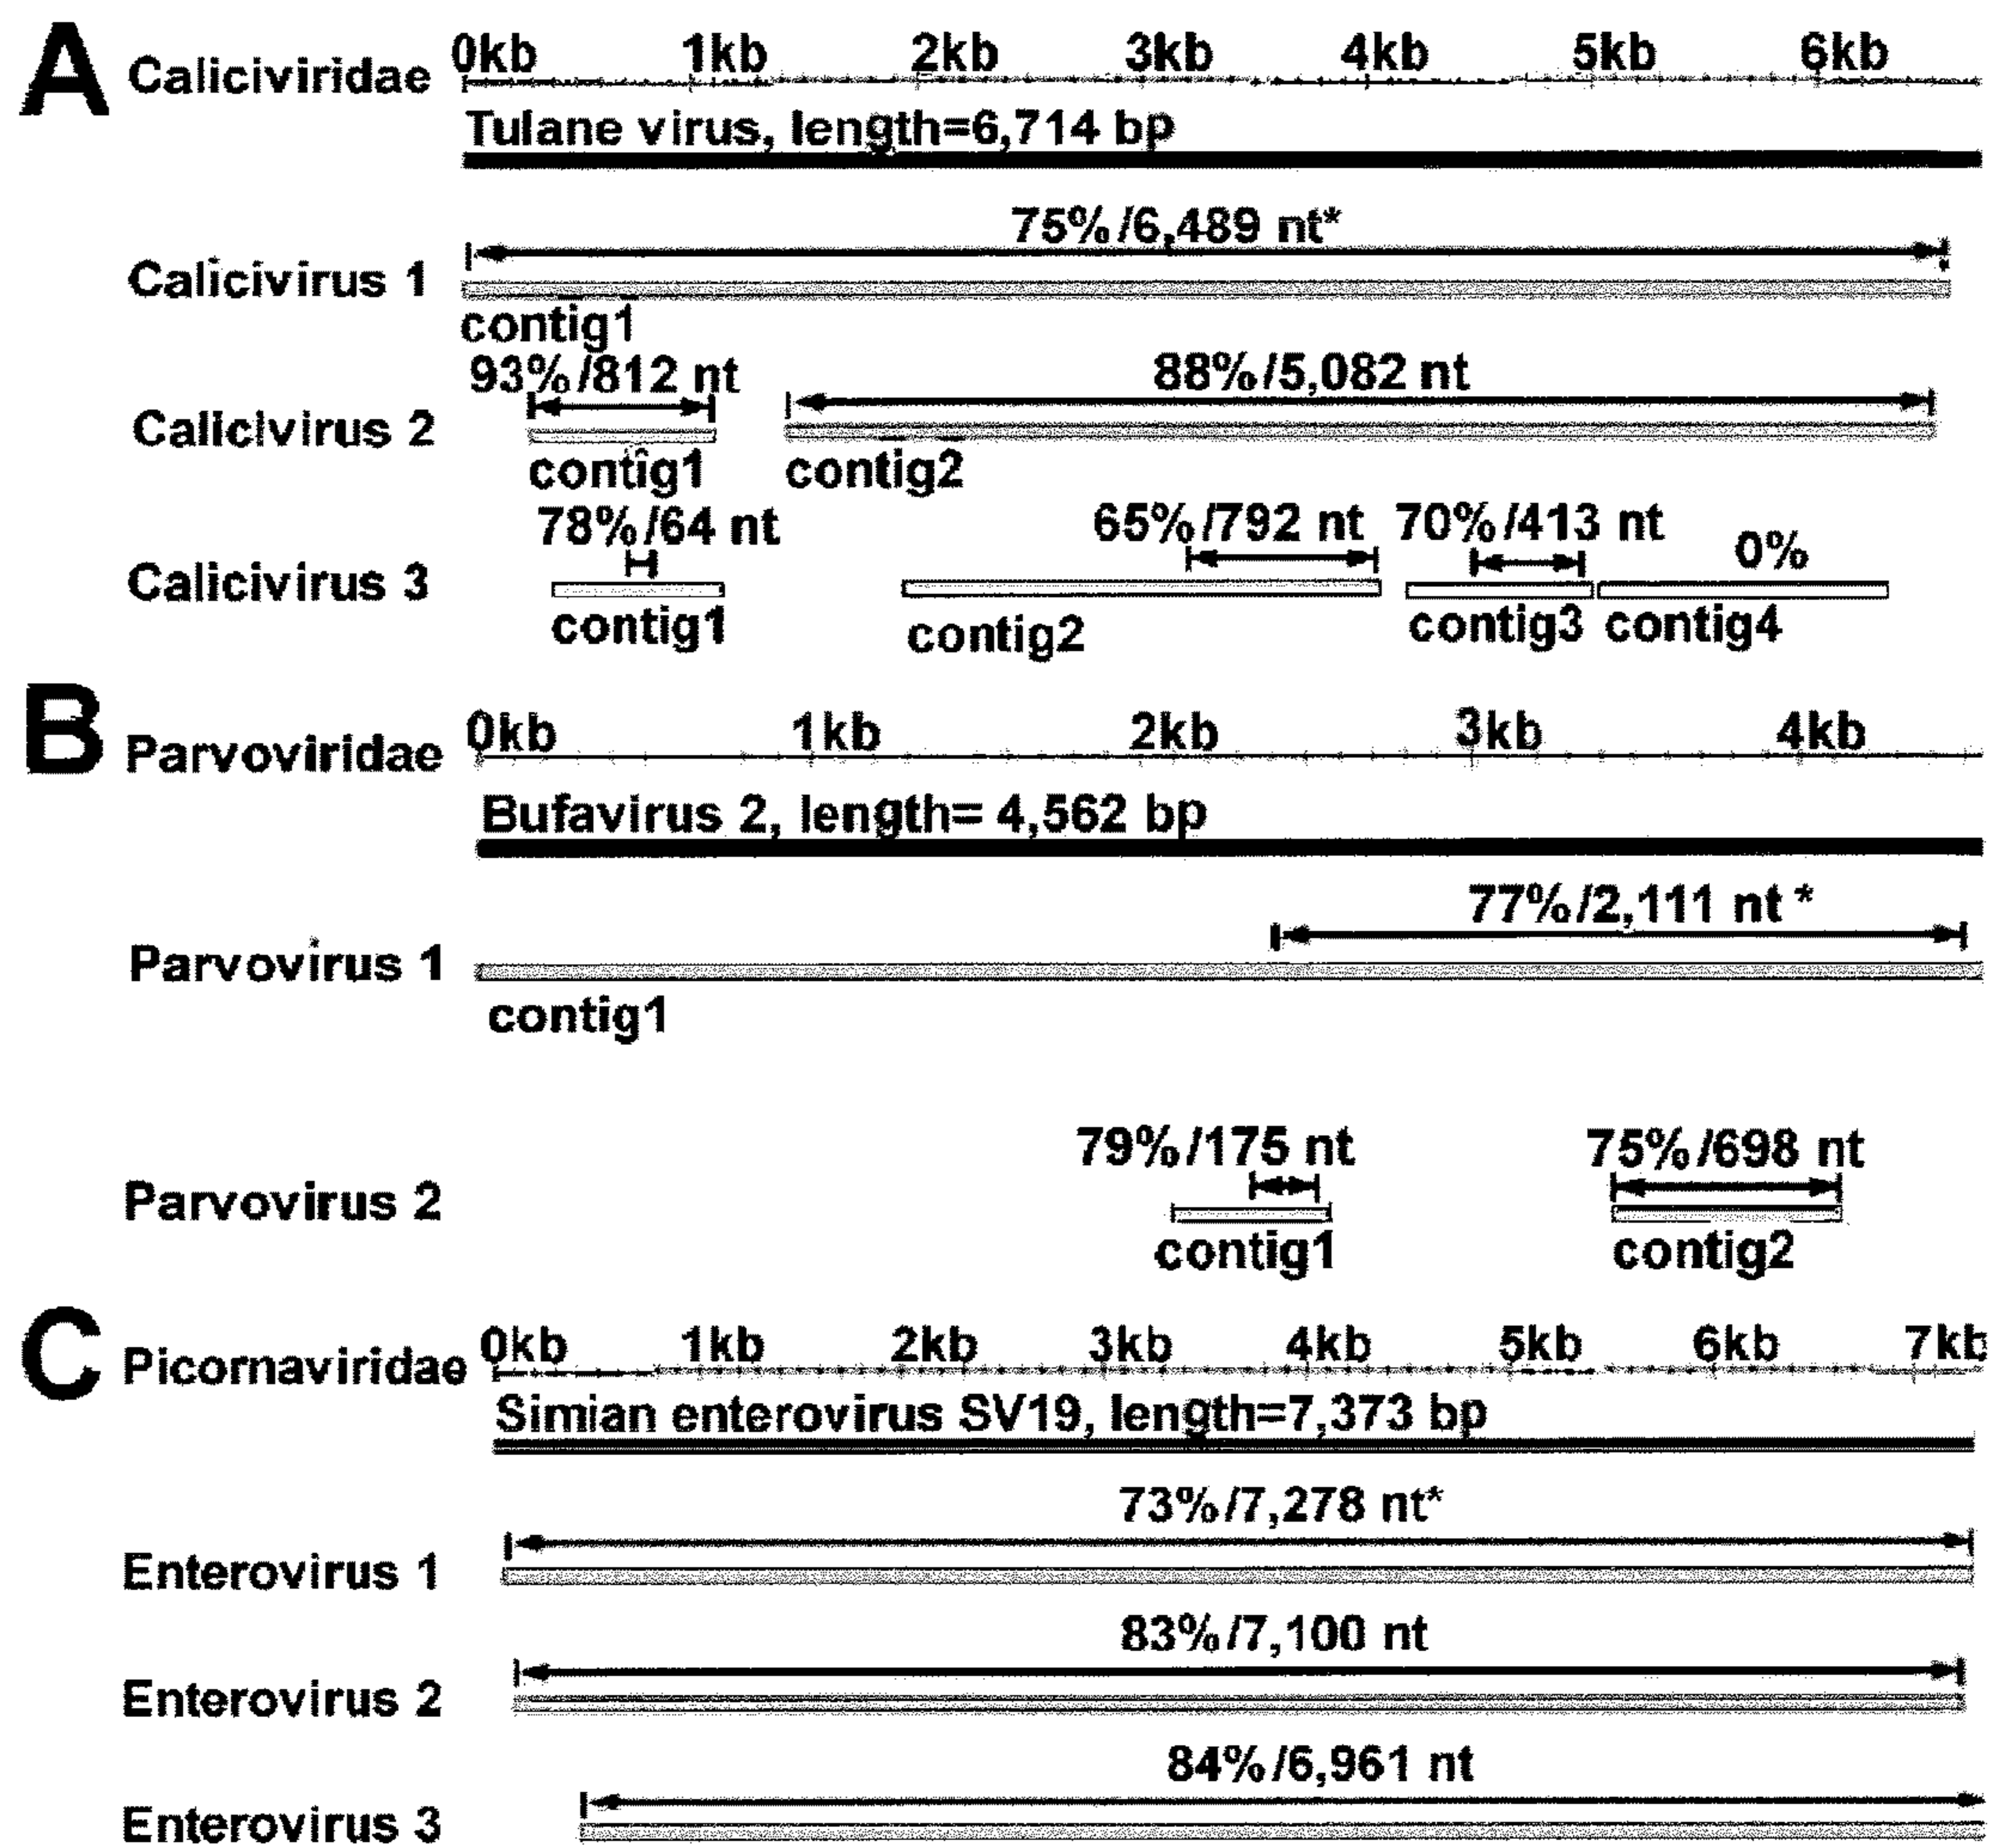 A
Caliciviridae
0kb 1kb 2kb 3kb 4kb 5kb 6kb
Tulane virus, length=6,714 bp
75%/6,489 nt*
Calicivirus 1
contig1
93%/812 nt 88%/5,082 nt
Calicivirus 2
contig1 contig2
78%/64 nt 65%/792 nt 70%/413 nt 0%
Calicivirus 3
contig1 contig2 contig3 contig4
B
Parvoviridae
0kb 1kb 2kb 3kb 4kb
Bufavirus 2, length= 4,562 bp
77%/2,111 nt *
Parvovirus 1
contig1
79%/175 nt 75%/698 nt
Parvovirus 2
contig1 contig2
C
Picornaviridae
0kb 1kb 2kb 3kb 4kb 5kb 6kb 7kb
Simian enterovirus SV19, length=7,373 bp
73%/7,278 nt*
Enterovirus 1
83%/7,100 nt
Enterovirus 2
84%/6,961 nt
Enterovirus 3